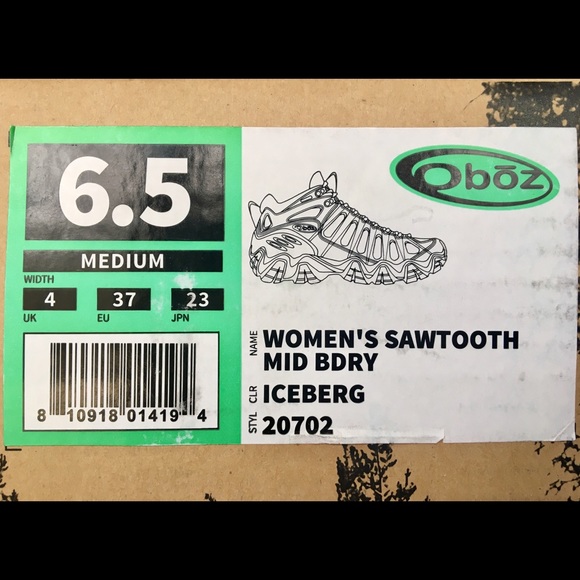 6.5
MEDIUM
WIDTH
4 37 23
UK EU JPN
8 10918 01419 4
Oboz
NAME WOMEN'S SAWTOOTH
MID BDRY
CLR ICEBERG
STYL 20702